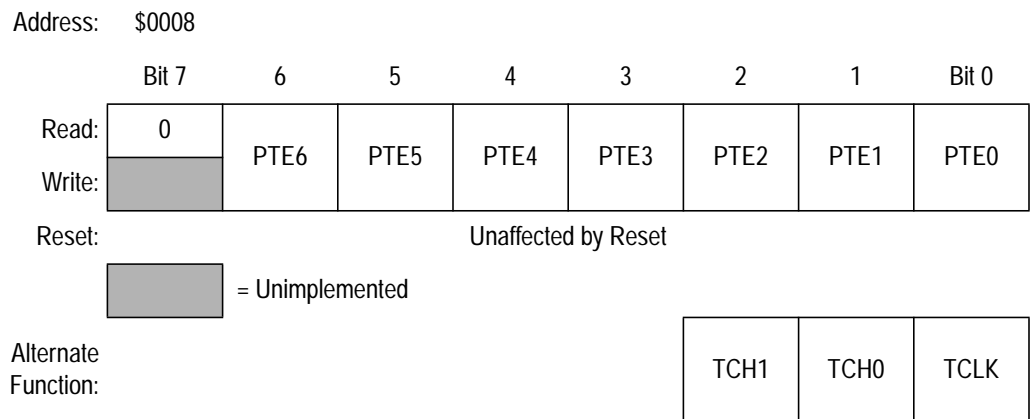 Address: $0008
Bit 7 6 5 4 3 2 1 Bit 0
Read: 0 PTE6 PTE5 PTE4 PTE3 PTE2 PTE1 PTE0
Write:
Reset: Unaffected by Reset
= Unimplemented
Alternate Function: TCH1 TCH0 TCLK